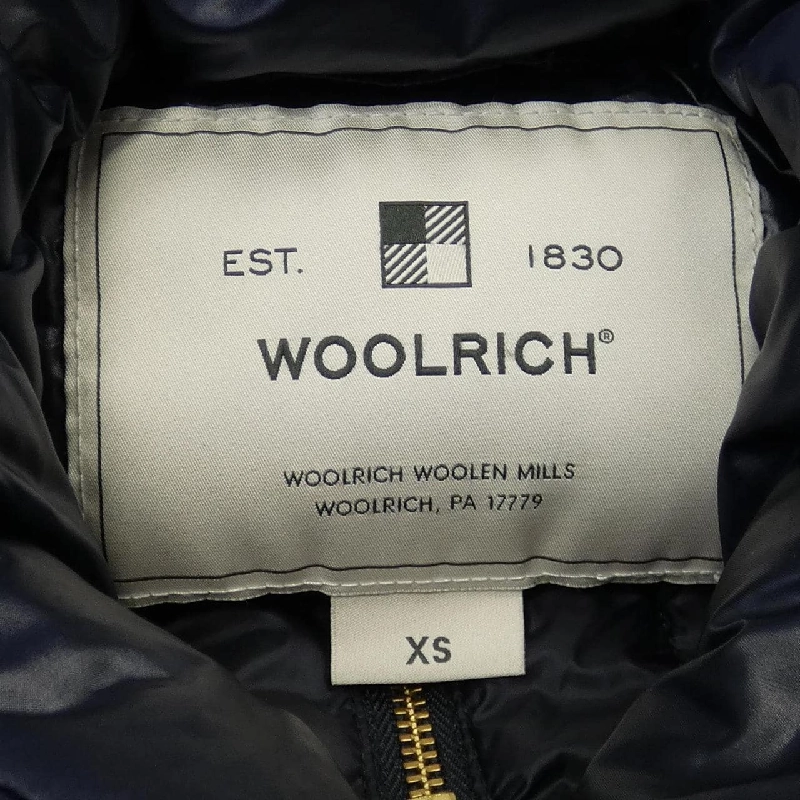 EST. 1830
WOOLRICH®
WOOLRICH WOOLEN MILLS
WOOLRICH, PA 17779
XS